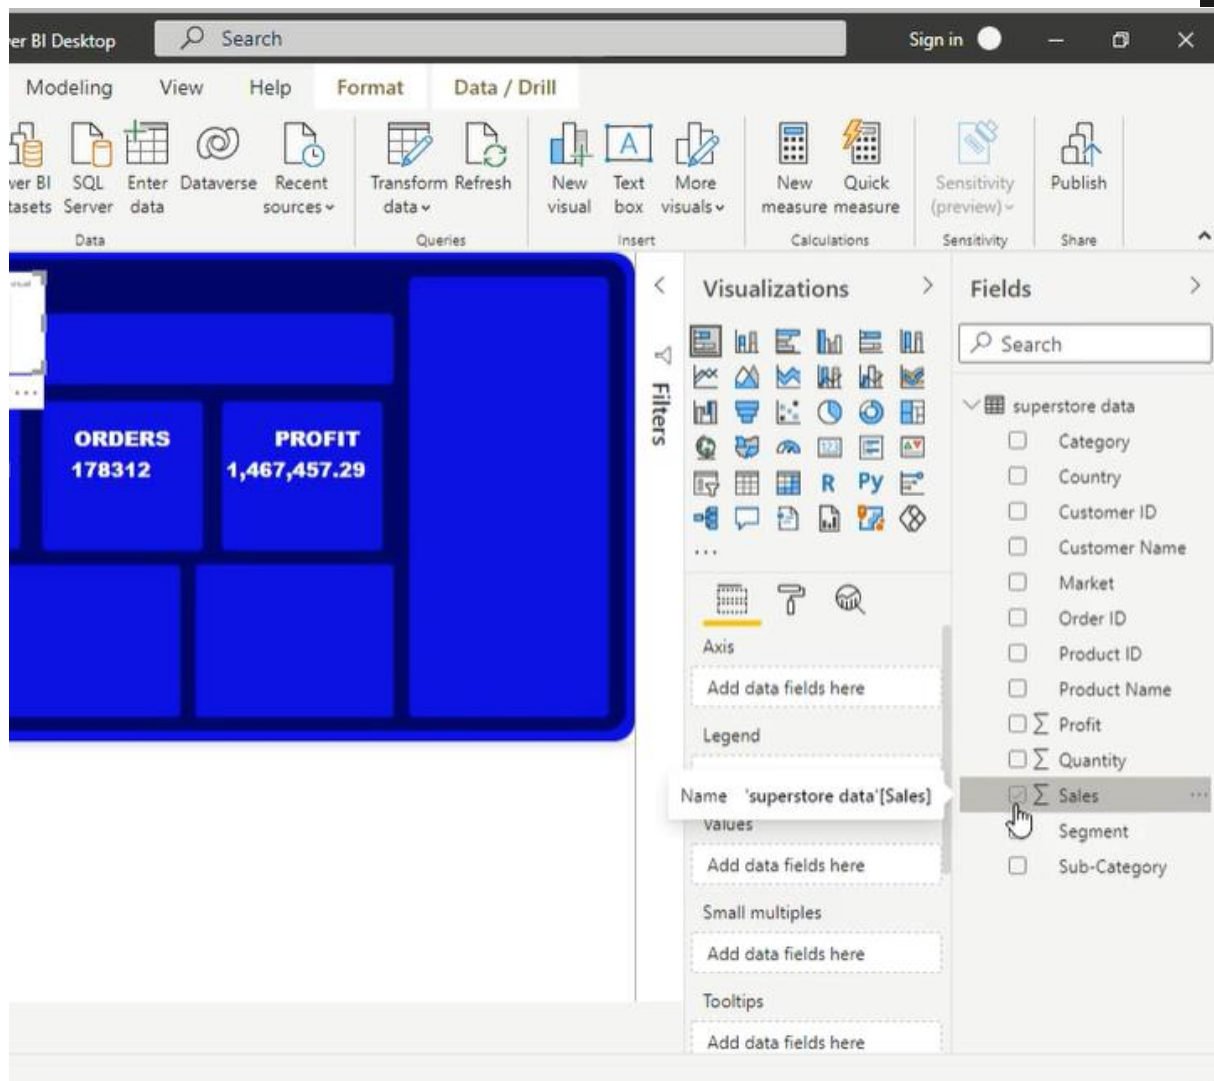 er BI Desktop
Search
Sign in
Modeling View Help Format Data / Drill
ver BI
tasets
SQL
Server
Enter
data
Dataverse
Recent
sources
Transform
data
Refresh
New
visual
Text
box
More
visuals
New
measure
Quick
measure
Sensitivity
(preview)
Publish
Data
Queries
Insert
Calculations
Sensitivity
Share
ORDERS
178312
PROFIT
1,467,457.29
Filters
Visualizations
R
Py
...
Axis
Add data fields here
Legend
Name 'superstore data'[Sales]
Values
Add data fields here
Small multiples
Add data fields here
Tooltips
Add data fields here
Fields
Search
superstore data
Category
Country
Customer ID
Customer Name
Market
Order ID
Product ID
Product Name
Σ Profit
Σ Quantity
Σ Sales
Segment
Sub-Category